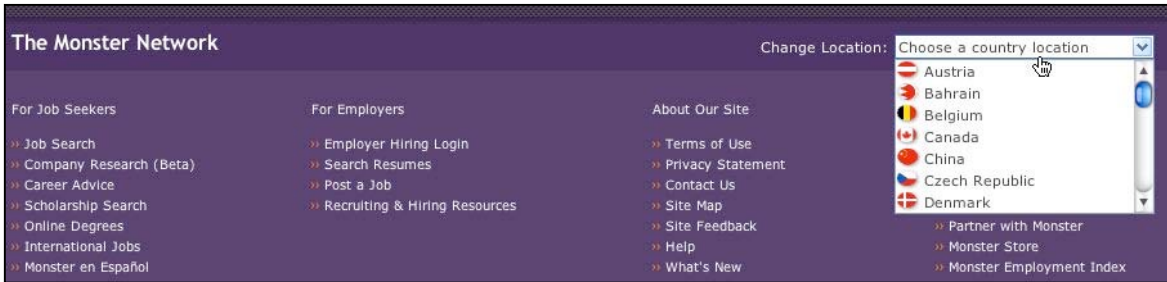 The Monster Network
Change Location: Choose a country location
Austria
Bahrain
Belgium
Canada
China
Czech Republic
Denmark
For Job Seekers
›› Job Search
›› Company Research (Beta)
›› Career Advice
›› Scholarship Search
›› Online Degrees
›› International Jobs
›› Monster en Español
For Employers
›› Employer Hiring Login
›› Search Resumes
›› Post a Job
›› Recruiting & Hiring Resources
About Our Site
›› Terms of Use
›› Privacy Statement
›› Contact Us
›› Site Map
›› Site Feedback
›› Help
›› What's New
›› Partner with Monster
›› Monster Store
›› Monster Employment Index